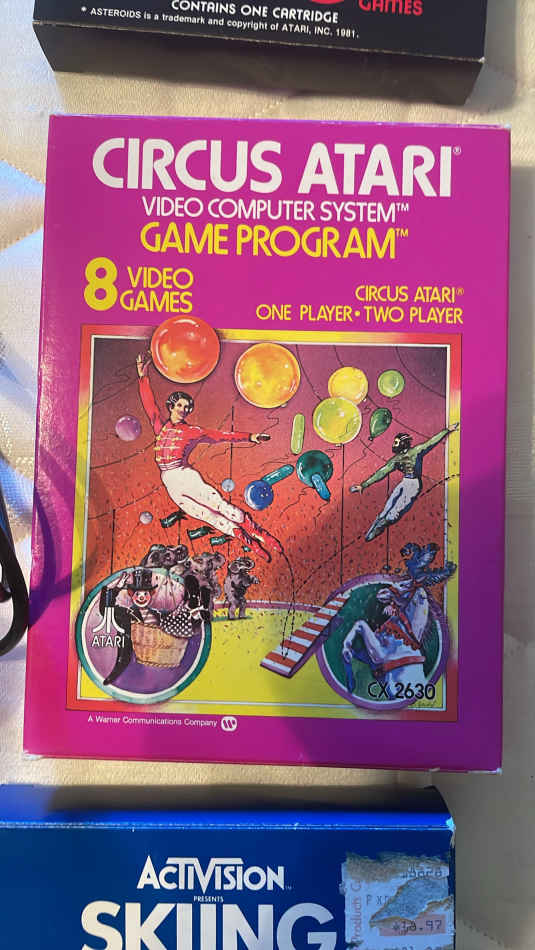 GAMES
CONTAINS ONE CARTRIDGE
* ASTEROIDS is a trademark and copyright of ATARI, INC. 1981.
CIRCUS ATARI®
VIDEO COMPUTER SYSTEM™
GAME PROGRAM™
8 VIDEO
GAMES
CIRCUS ATARI®
ONE PLAYER • TWO PLAYER
ATARI
CX 2630
A Warner Communications Company
ACTIVISION™
PRESENTS
SKIING